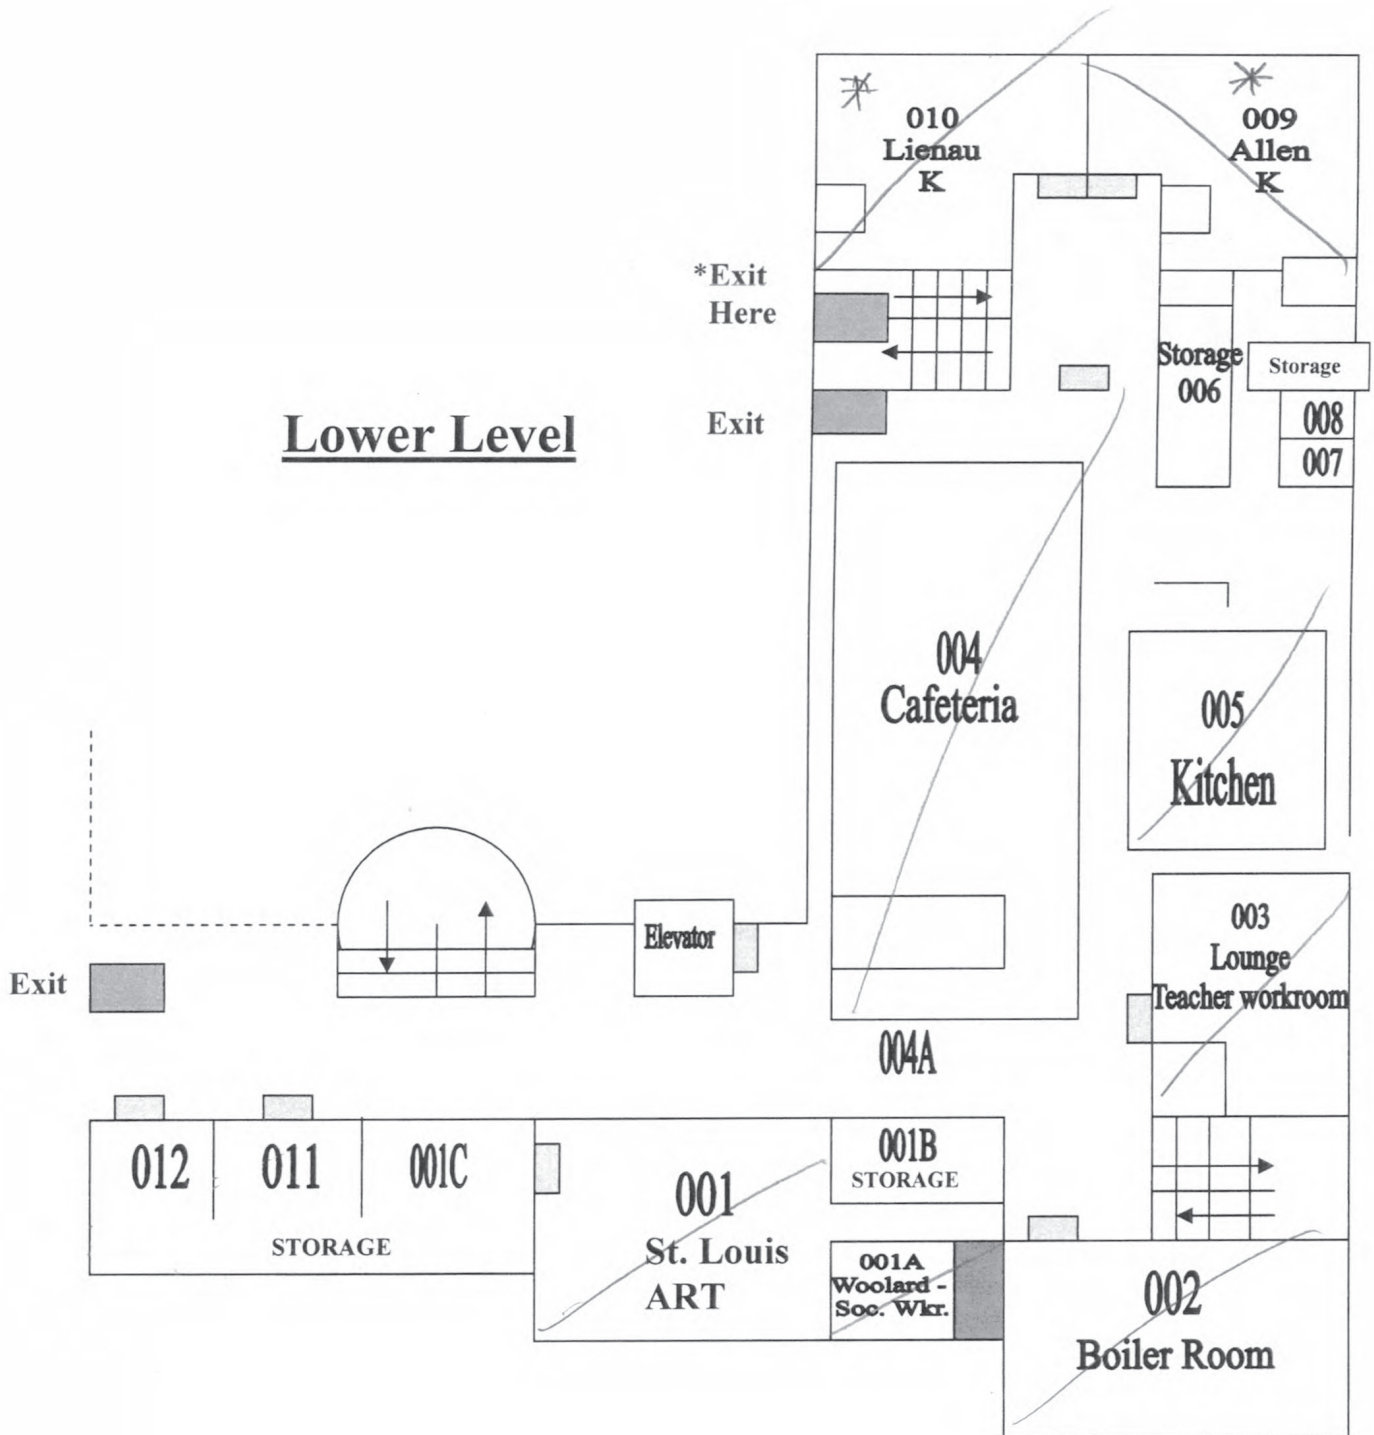 010
Lienau
K
009
Allen
K
*Exit
Here
Storage
006
Storage
008
007
Exit
Lower Level
004
Cafeteria
005
Kitchen
003
Lounge
Teacher workroom
Elevator
Exit
004A
012
011
001C
STORAGE
001
St. Louis
ART
001B
STORAGE
001A
Woolard -
Soc. Wkr.
002
Boiler Room